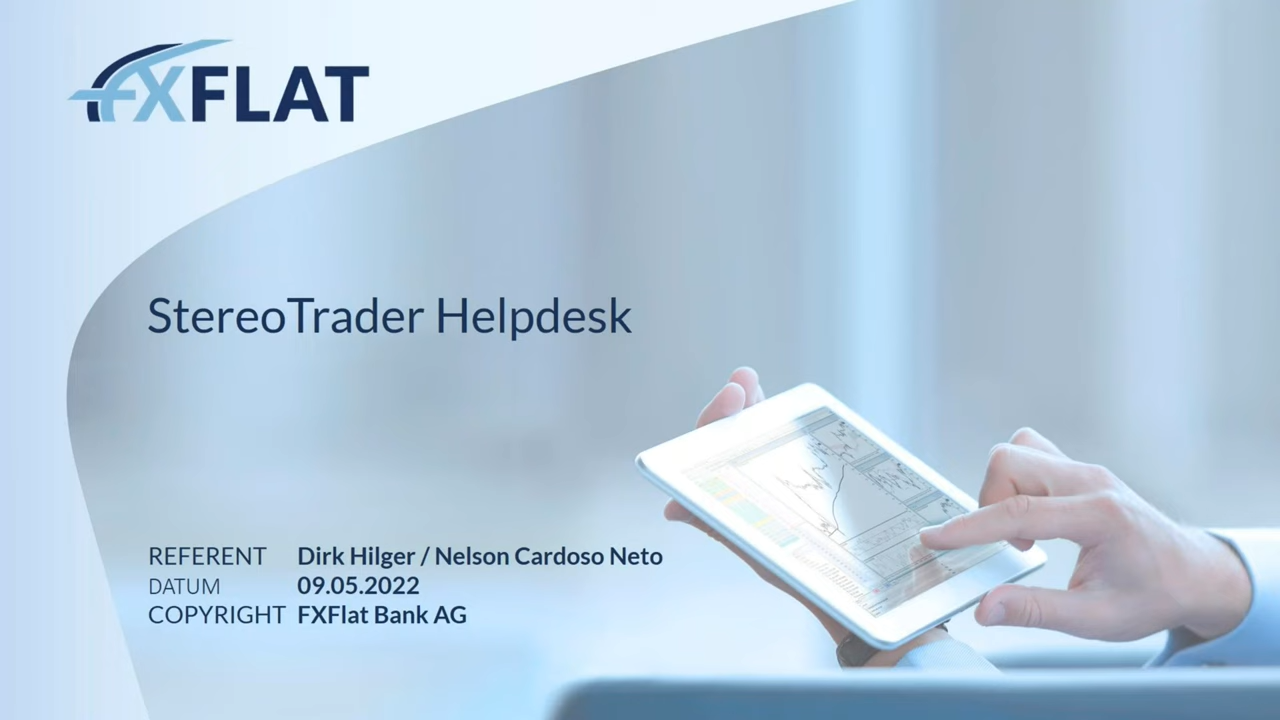 FXFLAT
StereoTrader Helpdesk
REFERENT Dirk Hilger / Nelson Cardoso Neto
DATUM 09.05.2022
COPYRIGHT FXFlat Bank AG